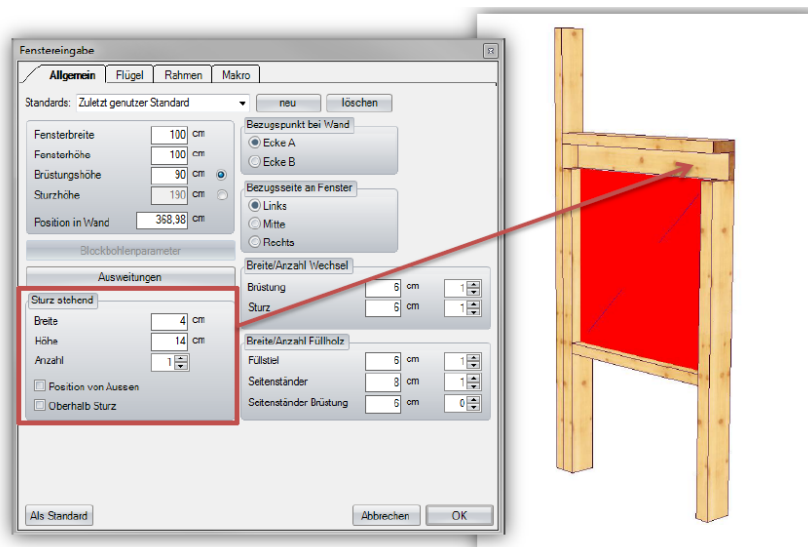 Fenstereingabe
Allgemein Flügel Rahmen Makro
Standards: Zuletzt genutzer Standard neu löschen
Fensterbreite 100 cm
Fensterhöhe 100 cm
Brüstungshöhe 90 cm
Sturzhöhe 190 cm
Position in Wand 368,98 cm
Blockbohlenparameter
Ausweitungen
Sturz stehend
Breite 4 cm
Höhe 14 cm
Anzahl 1
Position von Aussen
Oberhalb Sturz
Bezugspunkt bei Wand
Ecke A
Ecke B
Bezugsseite an Fenster
Links
Mitte
Rechts
Breite/Anzahl Wechsel
Brüstung 6 cm 1
Sturz 6 cm 1
Breite/Anzahl Füllholz
Füllstiel 6 cm 1
Seitenständer 8 cm 1
Seitenständer Brüstung 6 cm 0
Als Standard Abbrechen OK